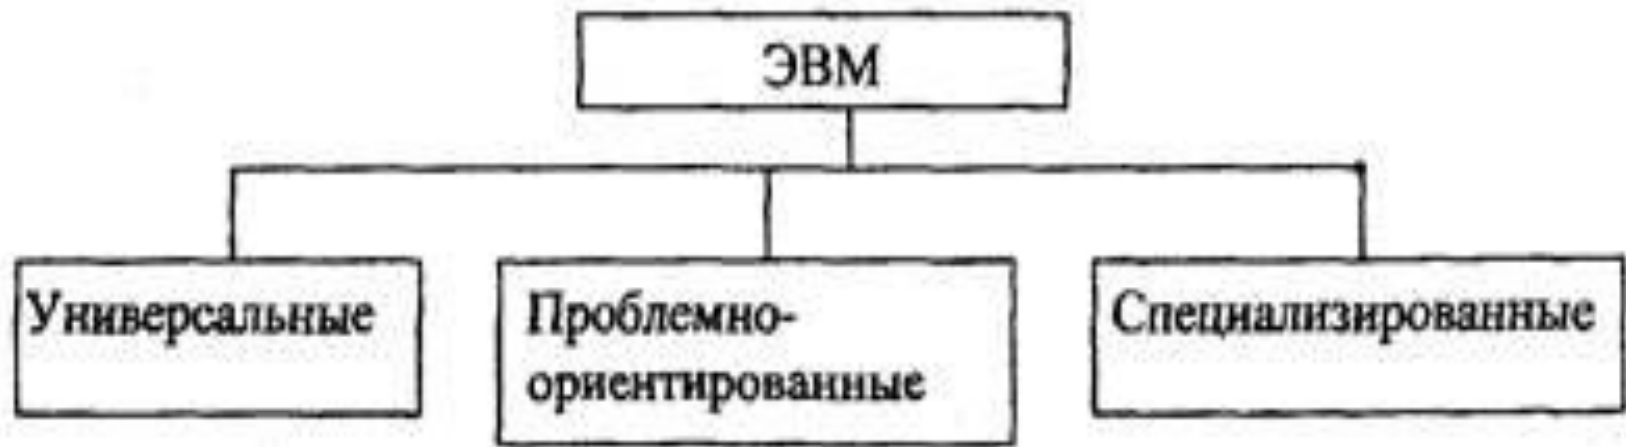 ЭВМ
Универсальные
Проблемно-
ориентированные
Специализированные